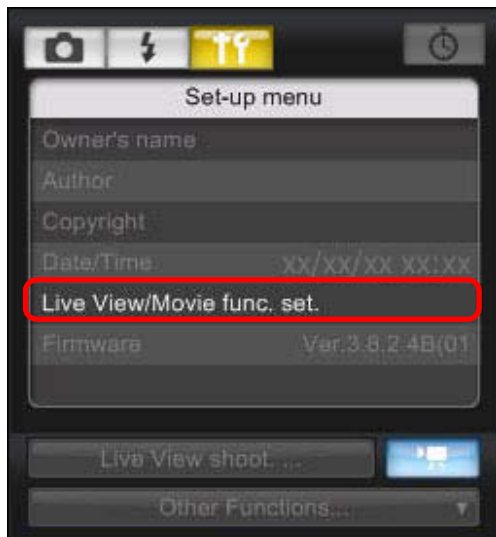 Set-up menu
Owner's name
Author
Copyright
Date/Time xx/xx/xx xx:xx
Live View/Movie func. set.
Firmware Ver.3.8.2 4B(01
Live View shoot. ...
Other Functions...